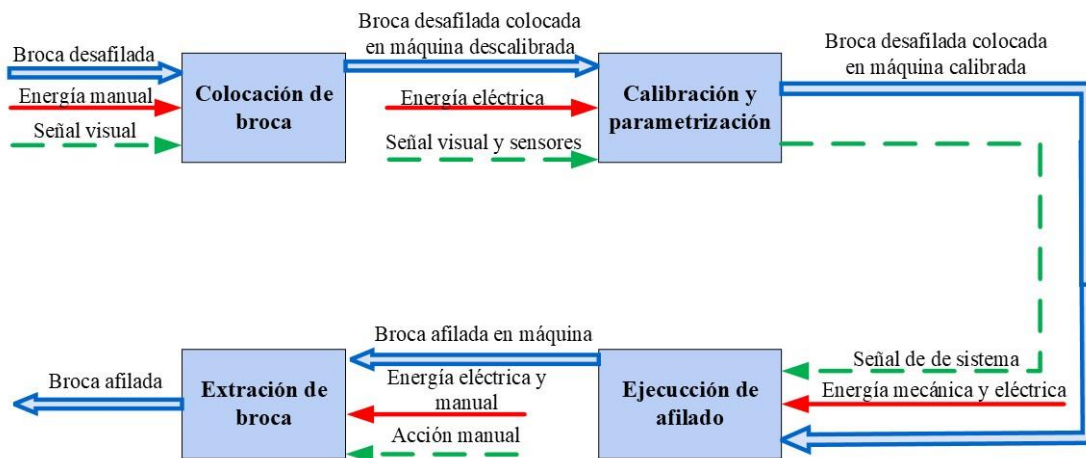 Broca desafilada
Energía manual
Señal visual
Colocación de
broca
Broca desafilada colocada
en máquina descalibrada
Energía eléctrica
Señal visual y sensores
Calibración y
parametrización
Broca desafilada colocada
en máquina calibrada
Señal de de sistema
Energía mecánica y eléctrica
Ejecucción de
afilado
Broca afilada en máquina
Energía eléctrica y
manual
Acción manual
Extración de
broca
Broca afilada